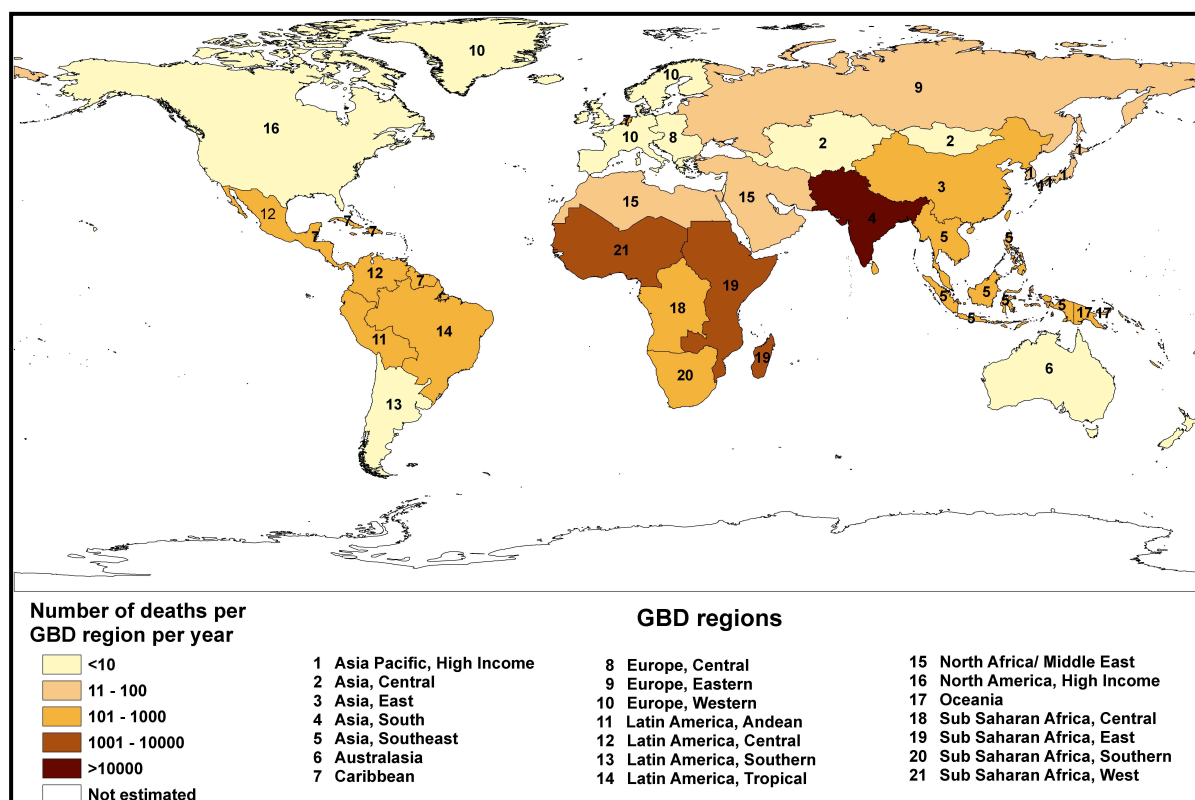 10
10
16
9
7
10
8
2
2
1
1
1
11
3
15
15
4
12
7
7
7
21
5
5
12
7
19
5
5
5
5
5
17
17
18
14
11
19
20
6
13
Number of deaths per
GBD region per year
<10
11 - 100
101 - 1000
1001 - 10000
>10000
Not estimated
GBD regions
1 Asia Pacific, High Income
2 Asia, Central
3 Asia, East
4 Asia, South
5 Asia, Southeast
6 Australasia
7 Caribbean
8 Europe, Central
9 Europe, Eastern
10 Europe, Western
11 Latin America, Andean
12 Latin America, Central
13 Latin America, Southern
14 Latin America, Tropical
15 North Africa/ Middle East
16 North America, High Income
17 Oceania
18 Sub Saharan Africa, Central
19 Sub Saharan Africa, East
20 Sub Saharan Africa, Southern
21 Sub Saharan Africa, West